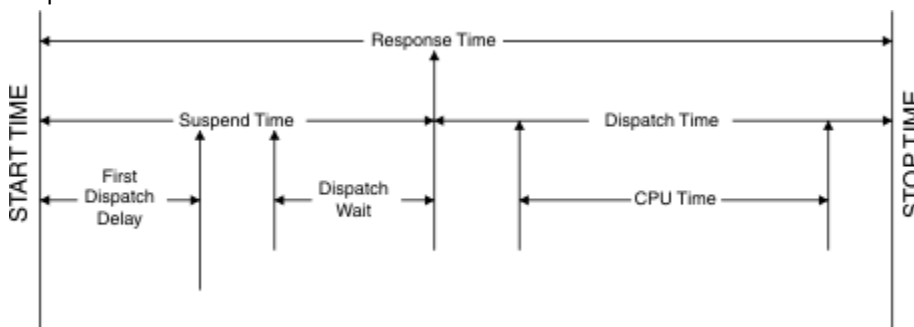 Response Time
START TIME
Suspend Time
Dispatch Time
STOP TIME
First
Dispatch
Delay
Dispatch
Wait
CPU Time